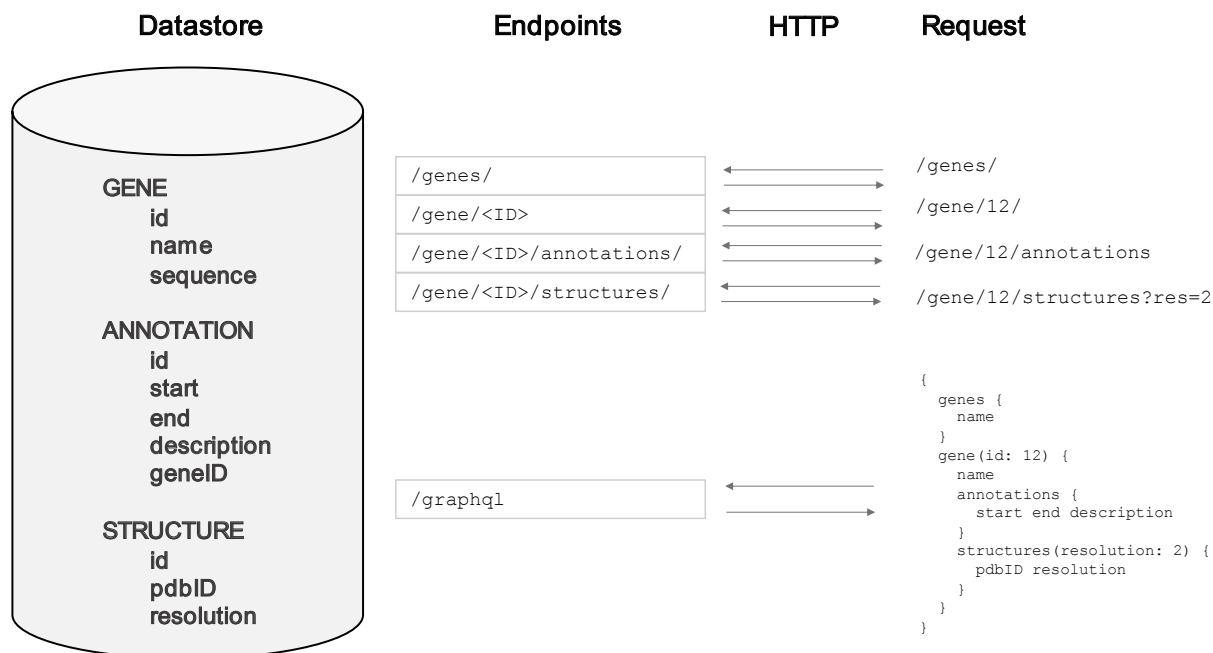 Datastore
Endpoints
HTTP
Request
GENE
id
name
sequence
ANNOTATION
id
start
end
description
geneID
STRUCTURE
id
pdbID
resolution
/genes/
/gene/<ID>
/gene/<ID>/annotations/
/gene/<ID>/structures/
/graphql
/genes/
/gene/12/
/gene/12/annotations
/gene/12/structures?res=2
{
genes {
name
}
gene(id: 12) {
name
annotations {
start end description
}
structures(resolution: 2) {
pdbID resolution
}
}
}